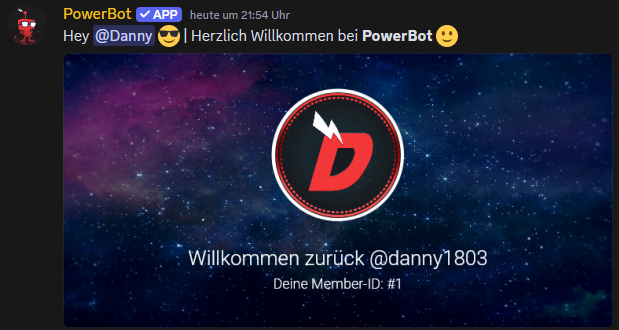 PowerBot ✓ APP heute um 21:54 Uhr
Hey @Danny 😎 | Herzlich Willkommen bei PowerBot 🙂
D
Willkommen zurück @danny1803
Deine Member-ID: #1